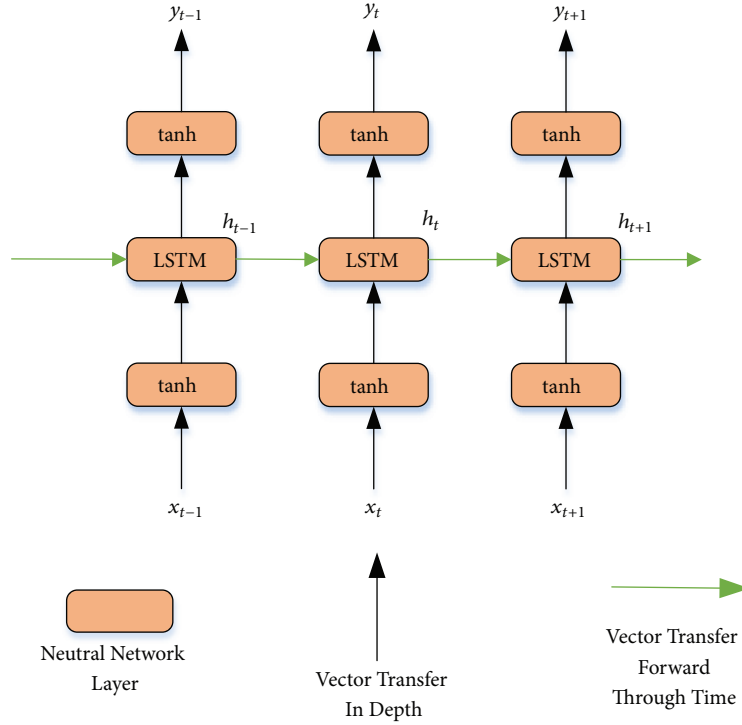 y_{t−1} y_t y_{t+1}
tanh tanh tanh
h_{t−1} h_t h_{t+1}
LSTM LSTM LSTM
tanh tanh tanh
x_{t−1} x_t x_{t+1}
Neutral Network
Layer
Vector Transfer
In Depth
Vector Transfer
Forward
Through Time